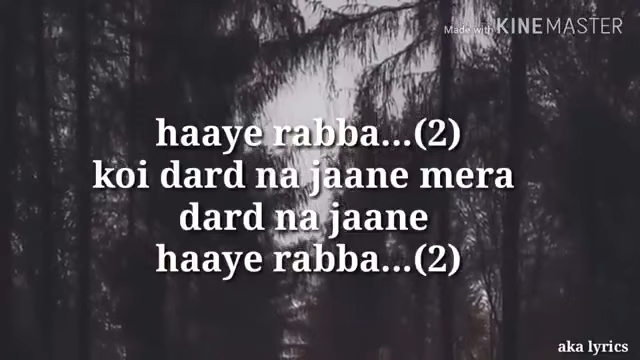 Made with KINEMASTER
haaye rabba...(2)
koi dard na jaane mera
dard na jaane
haaye rabba...(2)
aka lyrics